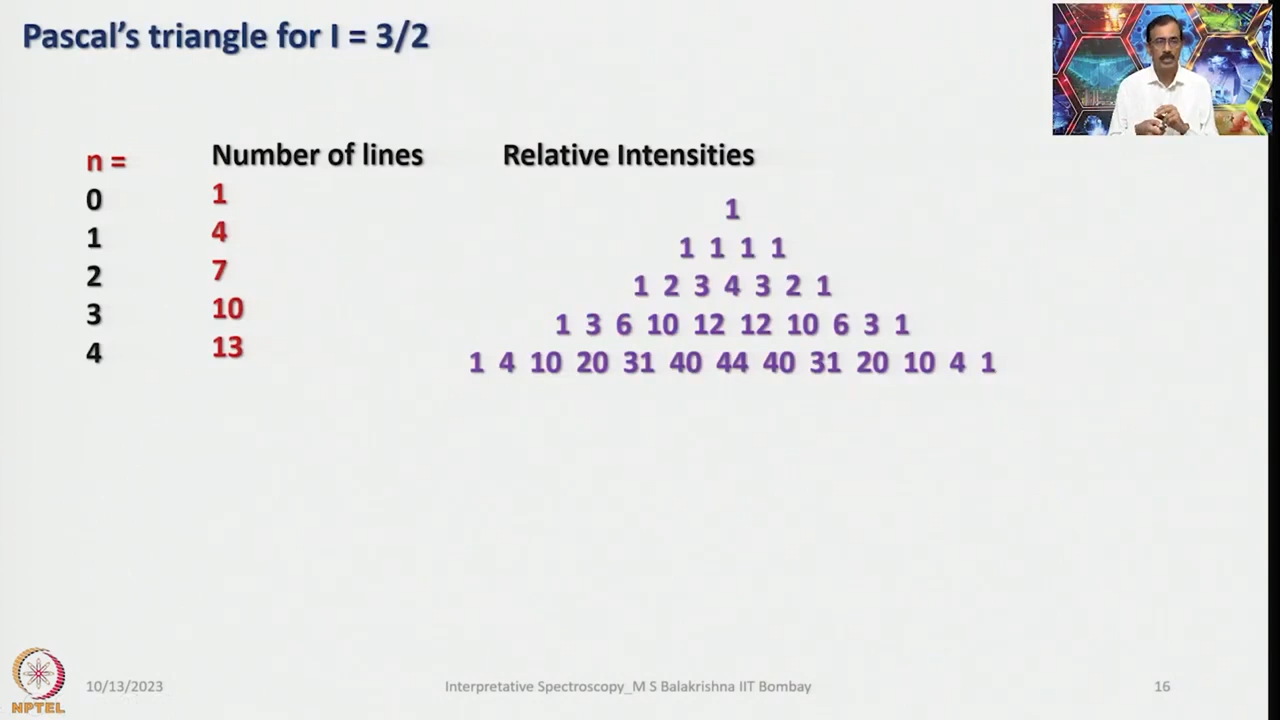 Pascal's triangle for I = 3/2
n = Number of lines Relative Intensities
0 1 1
1 4 1 1 1 1
2 7 1 2 3 4 3 2 1
3 10 1 3 6 10 12 12 10 6 3 1
4 13 1 4 10 20 31 40 44 40 31 20 10 4 1
NPTEL
10/13/2023 Interpretative Spectroscopy_M S Balakrishna IIT Bombay 16